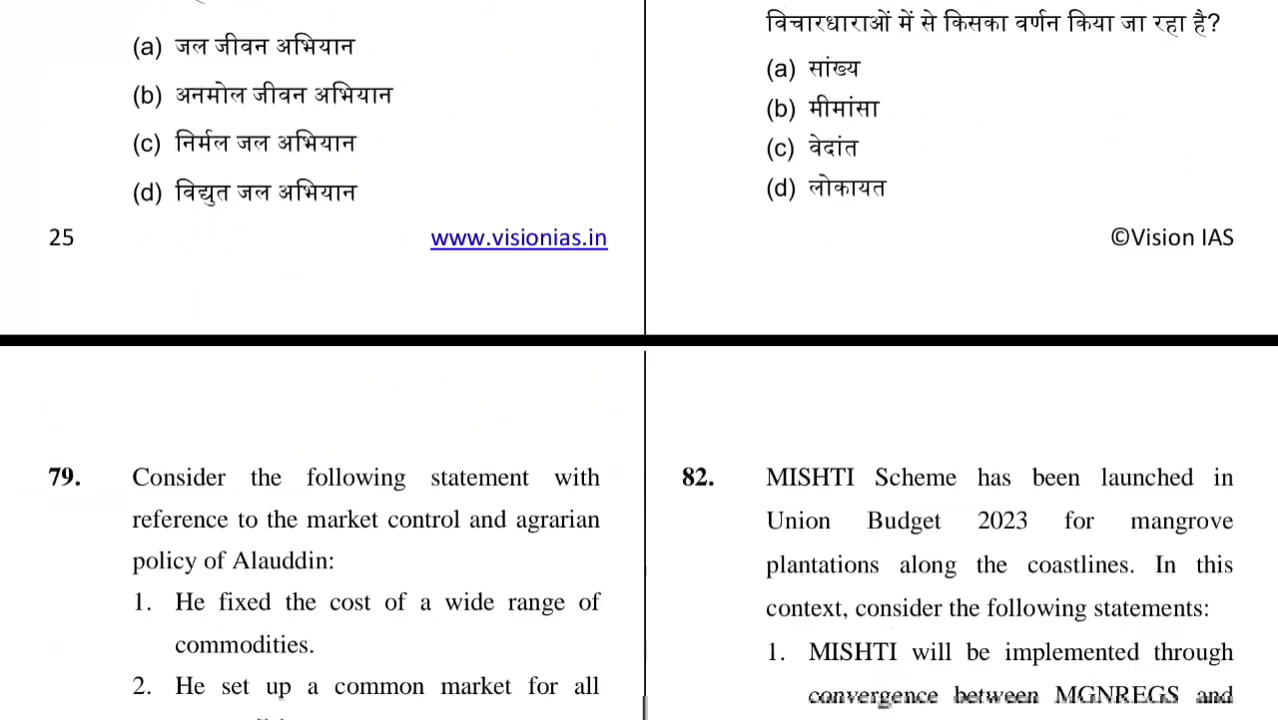 (a) जल जीवन अभियान
(b) अनमोल जीवन अभियान
(c) निर्मल जल अभियान
(d) विद्युत जल अभियान
विचारधाराओं में से किसका वर्णन किया जा रहा है?
(a) सांख्य
(b) मीमांसा
(c) वेदांत
(d) लोकायत
25
www.visionias.in
©Vision IAS
79. Consider the following statement with
reference to the market control and agrarian
policy of Alauddin:
1. He fixed the cost of a wide range of
commodities.
2. He set up a common market for all
82. MISHTI Scheme has been launched in
Union Budget 2023 for mangrove
plantations along the coastlines. In this
context, consider the following statements:
1. MISHTI will be implemented through
convergence between MGNREGS and